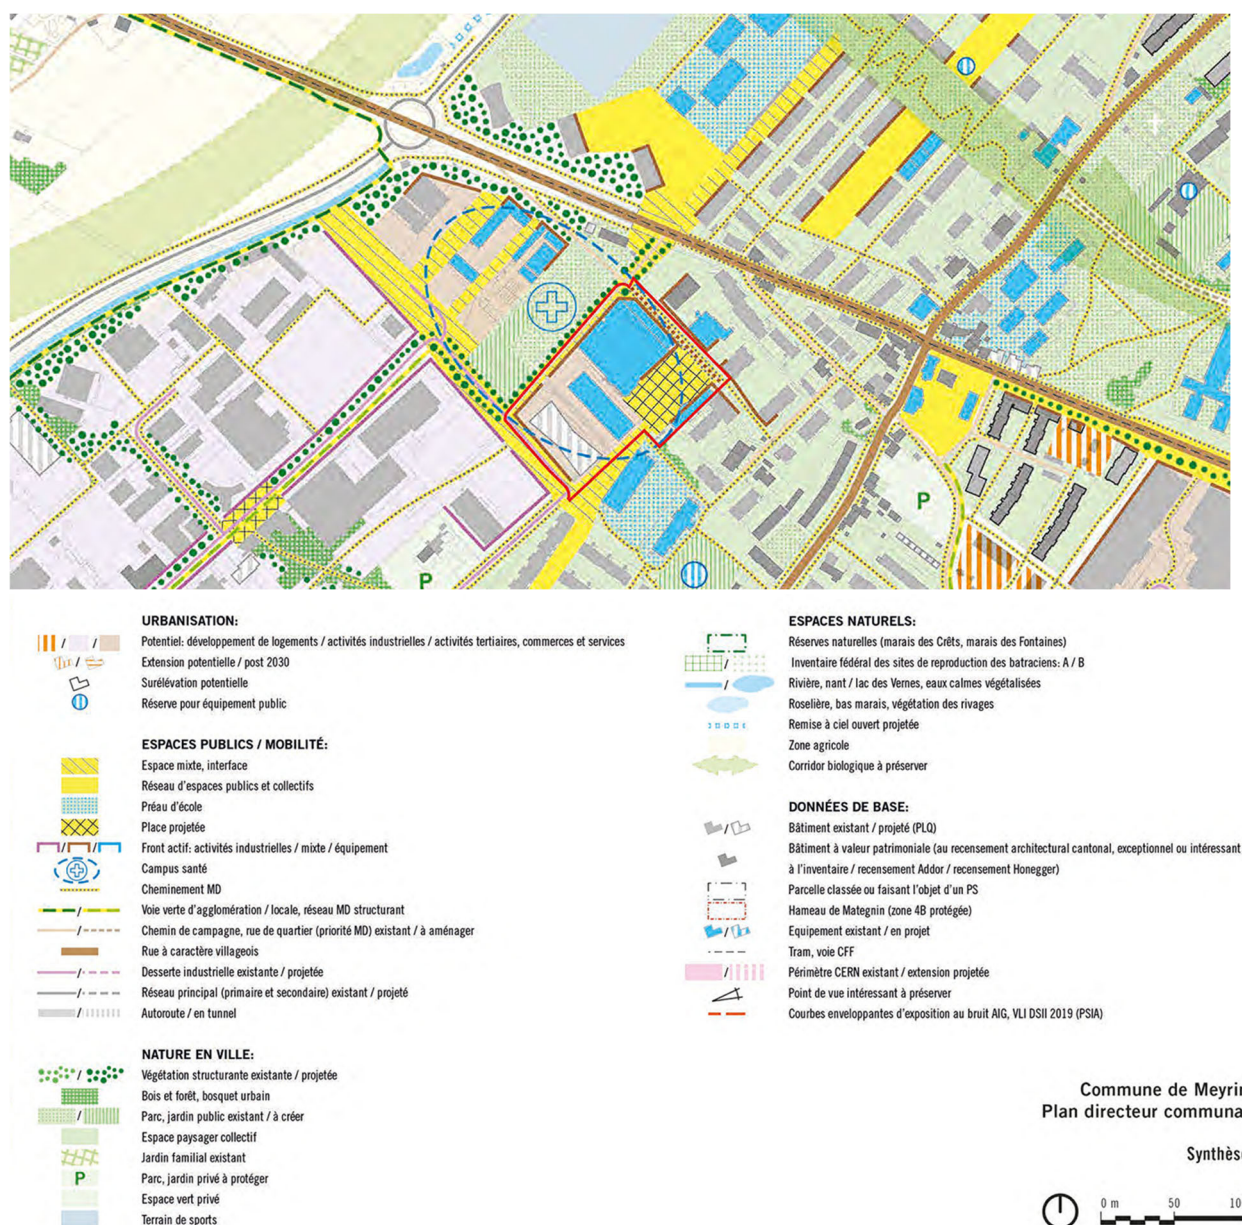 P
P
URBANISATION:
Potentiel: développement de logements / activités industrielles / activités tertiaires, commerces et services
Extension potentielle / post 2030
Surélévation potentielle
Réserve pour équipement public
ESPACES PUBLICS / MOBILITÉ:
Espace mixte, interface
Réseau d'espaces publics et collectifs
Préau d'école
Place projetée
Front actif: activités industrielles / mixte / équipement
Campus santé
Cheminement MD
Voie verte d'agglomération / locale, réseau MD structurant
Chemin de campagne, rue de quartier (priorité MD) existant / à aménager
Rue à caractère villageois
Desserte industrielle existante / projetée
Réseau principal (primaire et secondaire) existant / projeté
Autoroute / en tunnel
NATURE EN VILLE:
Végétation structurante existante / projetée
Bois et forêt, bosquet urbain
Parc, jardin public existant / à créer
Espace paysager collectif
Jardin familial existant
P Parc, jardin privé à protéger
Espace vert privé
Terrain de sports
ESPACES NATURELS:
Réserves naturelles (marais des Crêts, marais des Fontaines)
Inventaire fédéral des sites de reproduction des batraciens: A / B
Rivière, nant / lac des Vernes, eaux calmes végétalisées
Roselière, bas marais, végétation des rivages
Remise à ciel ouvert projetée
Zone agricole
Corridor biologique à préserver
DONNÉES DE BASE:
Bâtiment existant / projeté (PLQ)
Bâtiment à valeur patrimoniale (au recensement architectural cantonal, exceptionnel ou intéressant
à l'inventaire / recensement Addor / recensement Honegger)
Parcelle classée ou faisant l'objet d'un PS
Hameau de Mategnin (zone 4B protégée)
Equipement existant / en projet
Tram, voie CFF
Périmètre CERN existant / extension projetée
Point de vue intéressant à préserver
Courbes enveloppantes d'exposition au bruit AIG, VLI DSII 2019 (PSIA)
Commune de Meyrin
Plan directeur communa
Synthèse
0 m 50 10